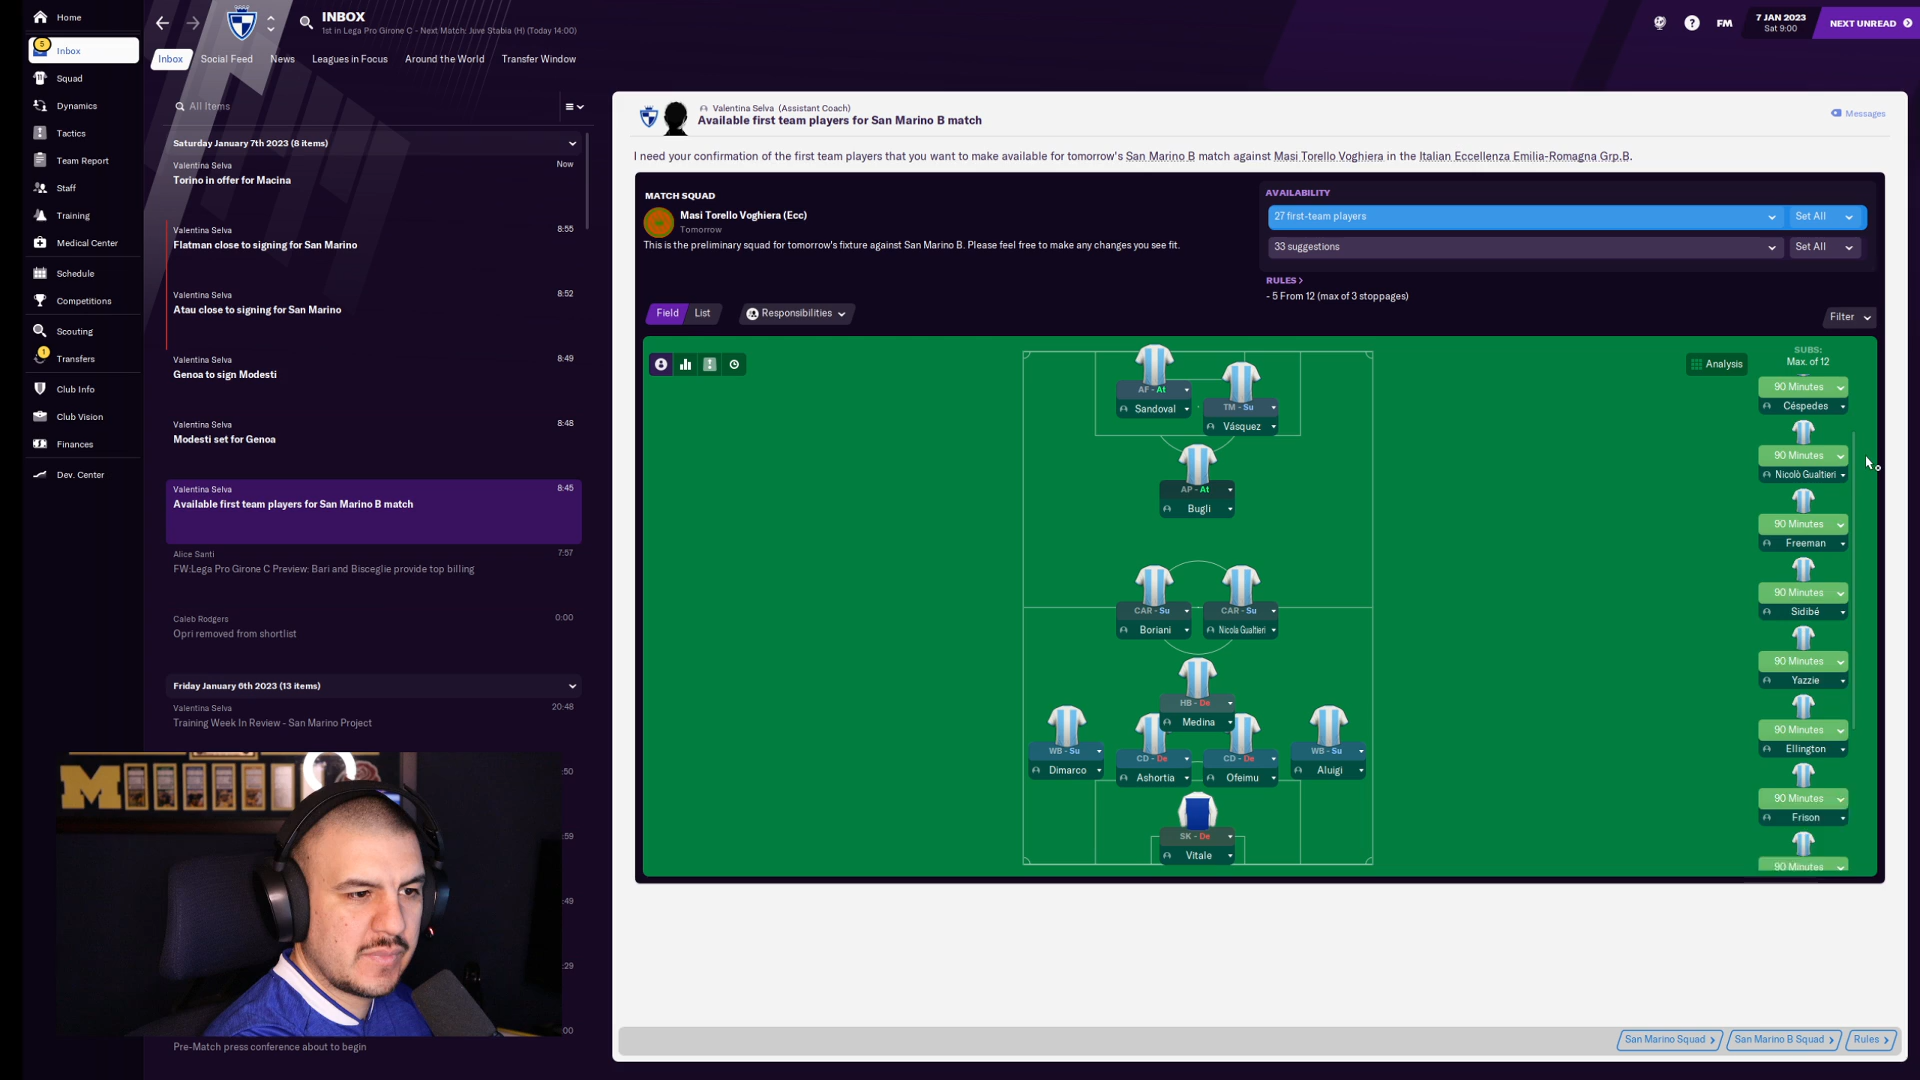 Home
5
Inbox
Squad
Dynamics
Tactics
Team Report
Staff
Training
Medical Center
Schedule
Competitions
Scouting
1
Transfers
Club Info
Club Vision
Finances
Dev. Center
INBOX
1st in Lega Pro Girone C - Next Match: Juve Stabia (H) (Today 14:00)
FM
7 JAN 2023
Sat 9:00
NEXT UNREAD
Inbox
Social Feed
News
Leagues in Focus
Around the World
Transfer Window
All Items
Saturday January 7th 2023 (8 items)
Valentina Selva
Now
Torino in offer for Macina
Valentina Selva
8:55
Flatman close to signing for San Marino
Valentina Selva
8:52
Atau close to signing for San Marino
Valentina Selva
8:49
Genoa to sign Modesti
Valentina Selva
8:48
Modesti set for Genoa
Valentina Selva
8:45
Available first team players for San Marino B match
Alice Santi
7:57
FW:Lega Pro Girone C Preview: Bari and Bisceglie provide top billing
Caleb Rodgers
0:00
Opri removed from shortlist
Friday January 6th 2023 (13 items)
Valentina Selva
20:48
Training Week In Review - San Marino Project
:50
:59
:49
:29
:00
M
Pre-Match press conference about to begin
Valentina Selva (Assistant Coach)
Available first team players for San Marino B match
Messages
I need your confirmation of the first team players that you want to make available for tomorrow's San Marino B match against Masi Torello Voghiera in the Italian Eccellenza Emilia-Romagna Grp.B.
MATCH SQUAD
Masi Torello Voghiera (Ecc)
Tomorrow
This is the preliminary squad for tomorrow's fixture against San Marino B. Please feel free to make any changes you see fit.
AVAILABILITY
27 first-team players
Set All
33 suggestions
Set All
RULES >
- 5 From 12 (max of 3 stoppages)
Field
List
Responsibilities
Filter
Analysis
AF - At
Sandoval
TM - Su
Vásquez
AP - At
Bugli
CAR - Su
Boriani
CAR - Su
Nicola Gualtieri
HB - De
Medina
WB - Su
Dimarco
CD - De
Ashortia
CD - De
Ofeimu
WB - Su
Aluigi
SK - De
Vitale
SUBS:
Max. of 12
90 Minutes
Céspedes
90 Minutes
Nicolò Gualtieri
90 Minutes
Freeman
90 Minutes
Sidibé
90 Minutes
Yazzie
90 Minutes
Ellington
90 Minutes
Frison
90 Minutes
San Marino Squad >
San Marino B Squad >
Rules >